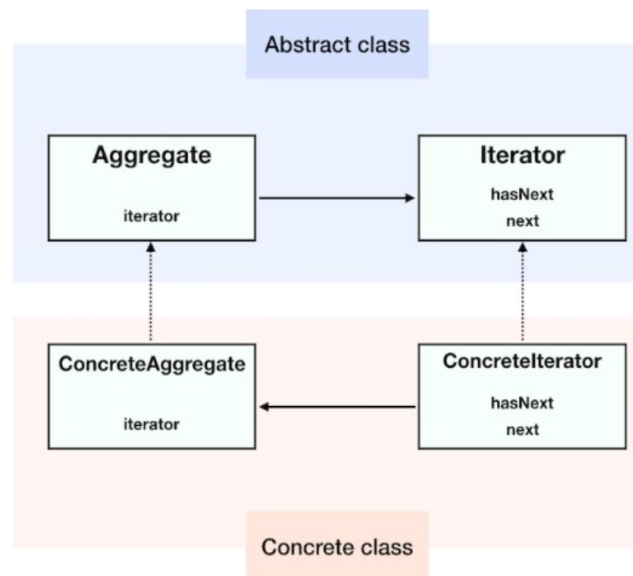 Abstract class
Aggregate
iterator
Iterator
hasNext
next
ConcreteAggregate
iterator
ConcreteIterator
hasNext
next
Concrete class